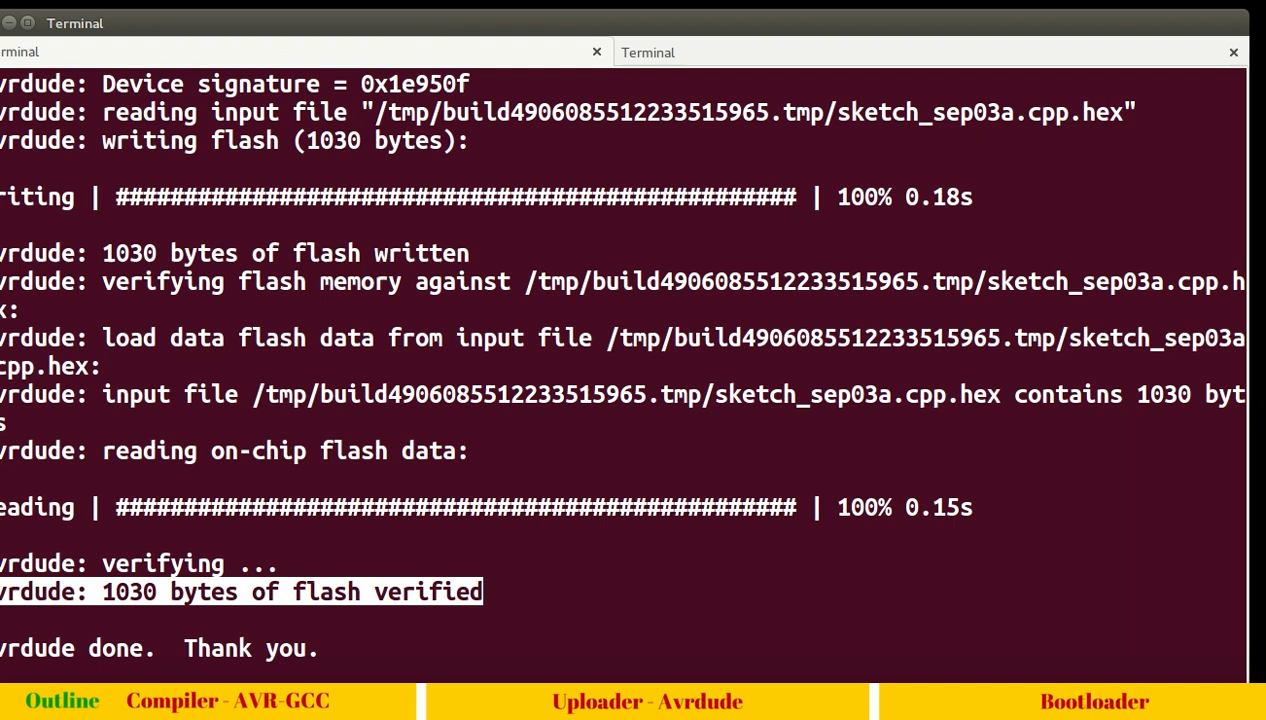 Terminal
rminal
Terminal
vrdude: Device signature = 0x1e950f
vrdude: reading input file "/tmp/build4906085512233515965.tmp/sketch_sep03a.cpp.hex"
vrdude: writing flash (1030 bytes):
riting | ################################################## | 100% 0.18s
vrdude: 1030 bytes of flash written
vrdude: verifying flash memory against /tmp/build4906085512233515965.tmp/sketch_sep03a.cpp.h
x:
vrdude: load data flash data from input file /tmp/build4906085512233515965.tmp/sketch_sep03a
cpp.hex:
vrdude: input file /tmp/build4906085512233515965.tmp/sketch_sep03a.cpp.hex contains 1030 byt
s
vrdude: reading on-chip flash data:
eading | ################################################## | 100% 0.15s
vrdude: verifying ...
vrdude: 1030 bytes of flash verified
vrdude done.  Thank you.
Outline Compiler - AVR-GCC Uploader - Avrdude Bootloader